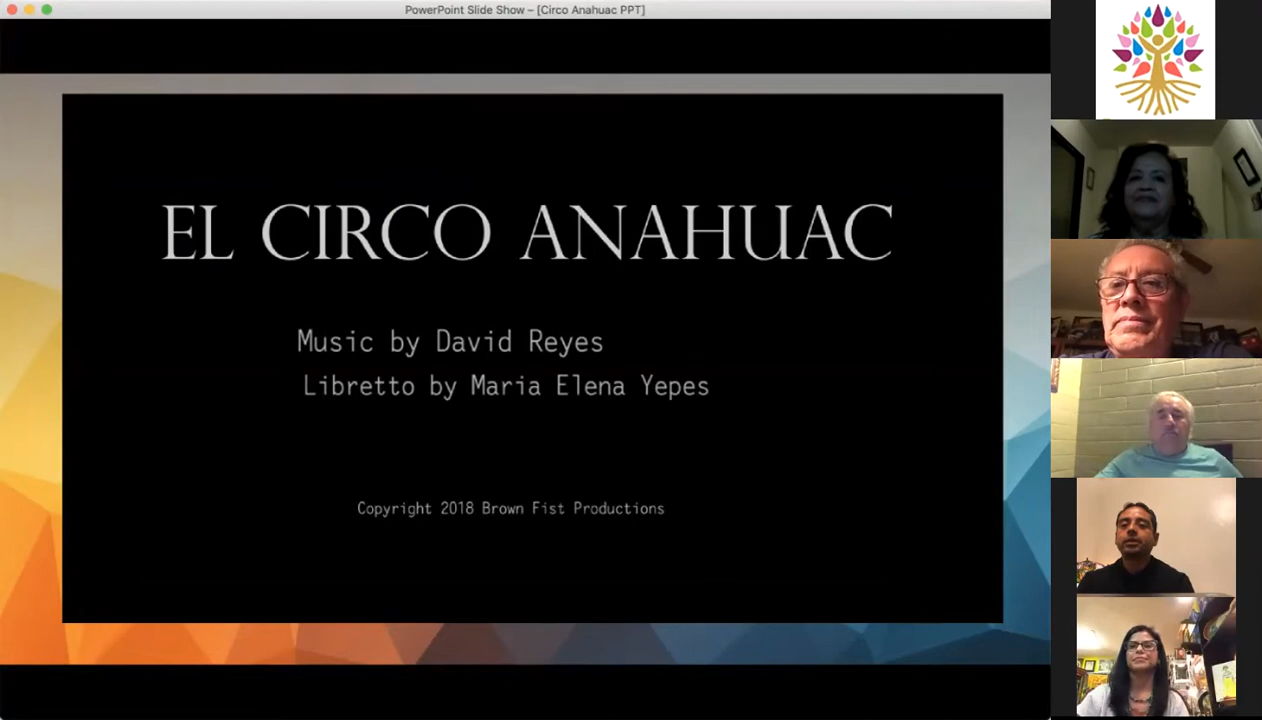 PowerPoint Slide Show – [Circo Anahuac PPT]
EL CIRCO ANAHUAC
Music by David Reyes
Libretto by Maria Elena Yepes
Copyright 2018 Brown Fist Productions